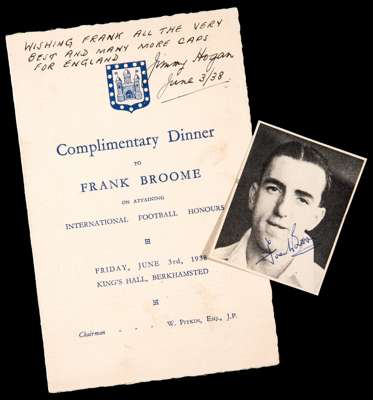 WISHING FRANK ALL THE VERY
BEST AND MANY MORE CAPS
FOR ENGLAND
Jimmy Hogan
June 3/38.
Complimentary Dinner
TO
FRANK BROOME
ON ATTAINING
INTERNATIONAL FOOTBALL HONOURS
FRIDAY, JUNE 3RD, 1938
KING'S HALL, BERKHAMSTED
Chairman . . . W. PITKIN, ESQ., J.P.